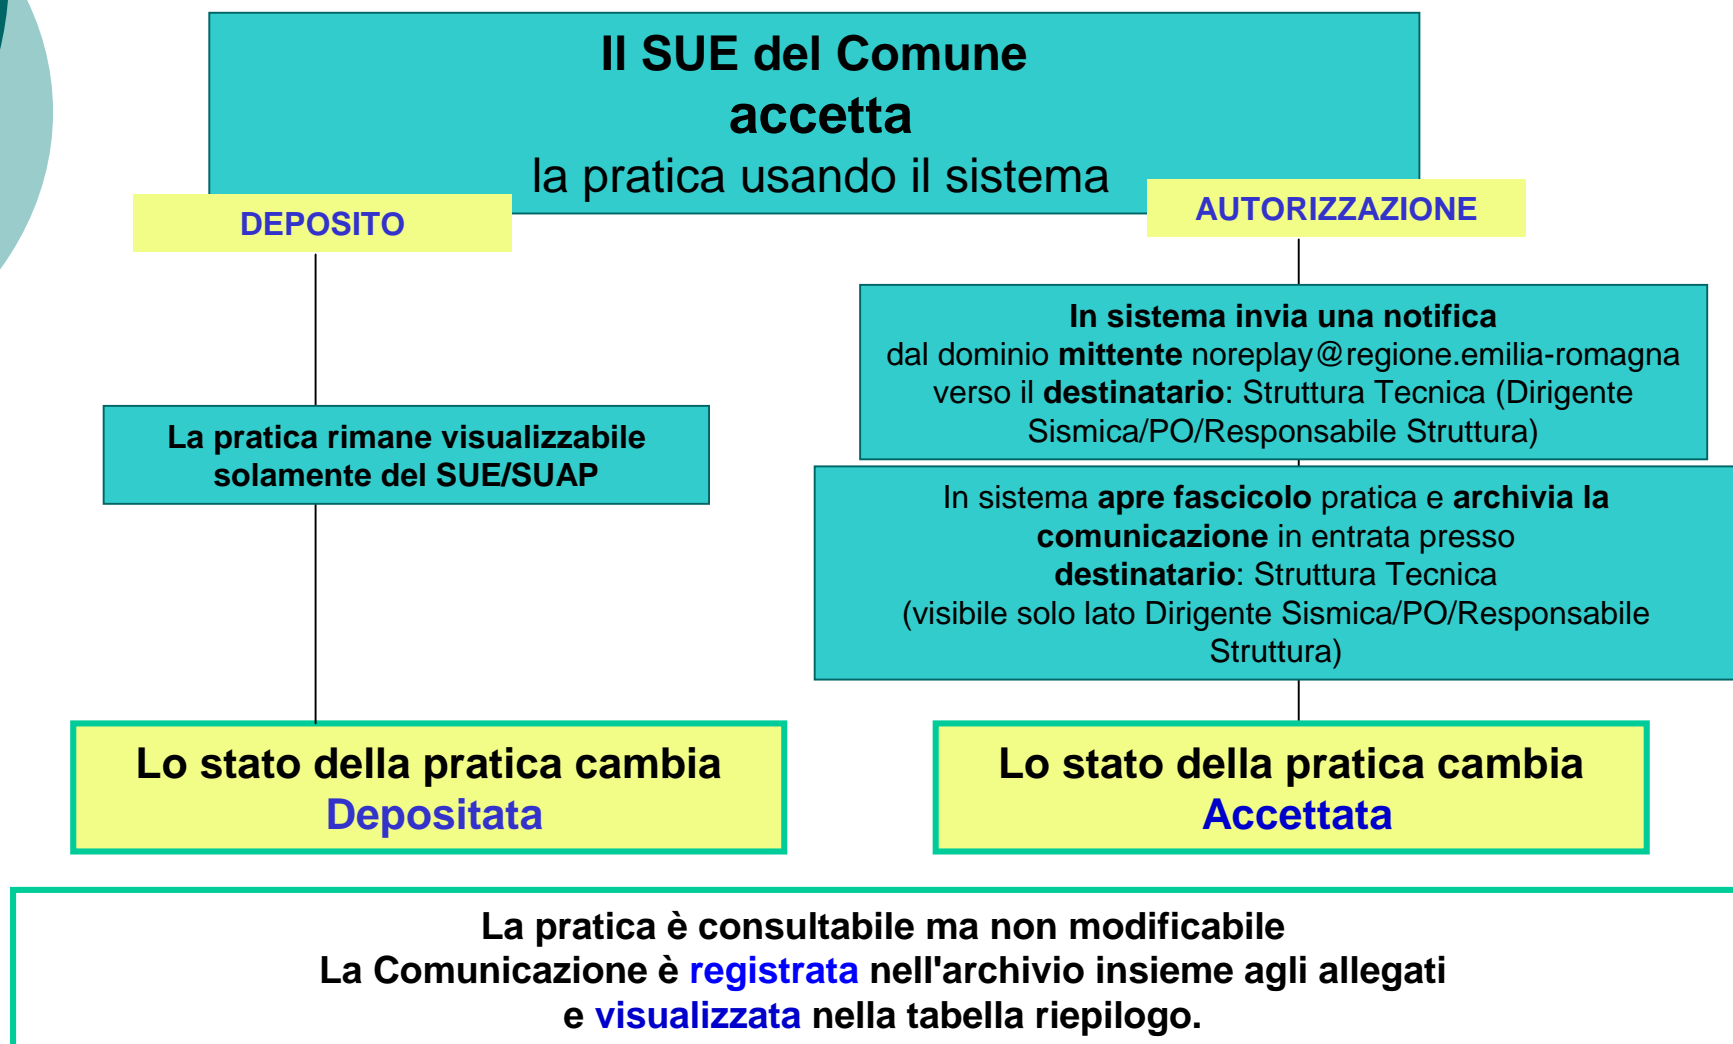 Il SUE del Comune
accetta
la pratica usando il sistema
DEPOSITO
AUTORIZZAZIONE
La pratica rimane visualizzabile
solamente del SUE/SUAP
In sistema invia una notifica
dal dominio mittente noreplay@regione.emilia-romagna
verso il destinatario: Struttura Tecnica (Dirigente
Sismica/PO/Responsabile Struttura)
In sistema apre fascicolo pratica e archivia la
comunicazione in entrata presso
destinatario: Struttura Tecnica
(visibile solo lato Dirigente Sismica/PO/Responsabile
Struttura)
Lo stato della pratica cambia
Depositata
Lo stato della pratica cambia
Accettata
La pratica è consultabile ma non modificabile
La Comunicazione è registrata nell'archivio insieme agli allegati
e visualizzata nella tabella riepilogo.